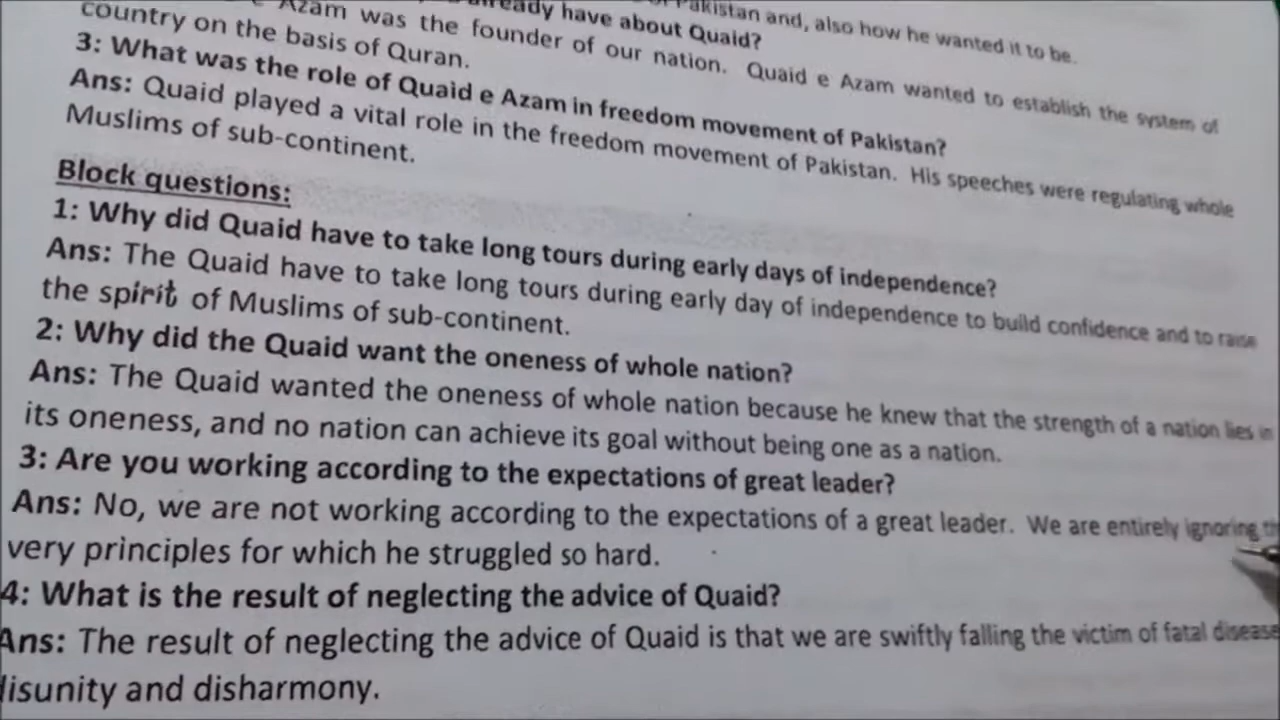 Pakistan and, also how he wanted it to be.
already have about Quaid?
Azam was the founder of our nation. Quaid e Azam wanted to establish the system of
country on the basis of Quran.
3: What was the role of Quaid e Azam in freedom movement of Pakistan?
Ans: Quaid played a vital role in the freedom movement of Pakistan. His speeches were regulating whole
Muslims of sub-continent.
Block questions:
1: Why did Quaid have to take long tours during early days of independence?
Ans: The Quaid have to take long tours during early day of independence to build confidence and to raise
the spirit of Muslims of sub-continent.
2: Why did the Quaid want the oneness of whole nation?
Ans: The Quaid wanted the oneness of whole nation because he knew that the strength of a nation lies in
its oneness, and no nation can achieve its goal without being one as a nation.
3: Are you working according to the expectations of great leader?
Ans: No, we are not working according to the expectations of a great leader. We are entirely ignoring
very principles for which he struggled so hard.
4: What is the result of neglecting the advice of Quaid?
Ans: The result of neglecting the advice of Quaid is that we are swiftly falling the victim of fatal disease
disunity and disharmony.